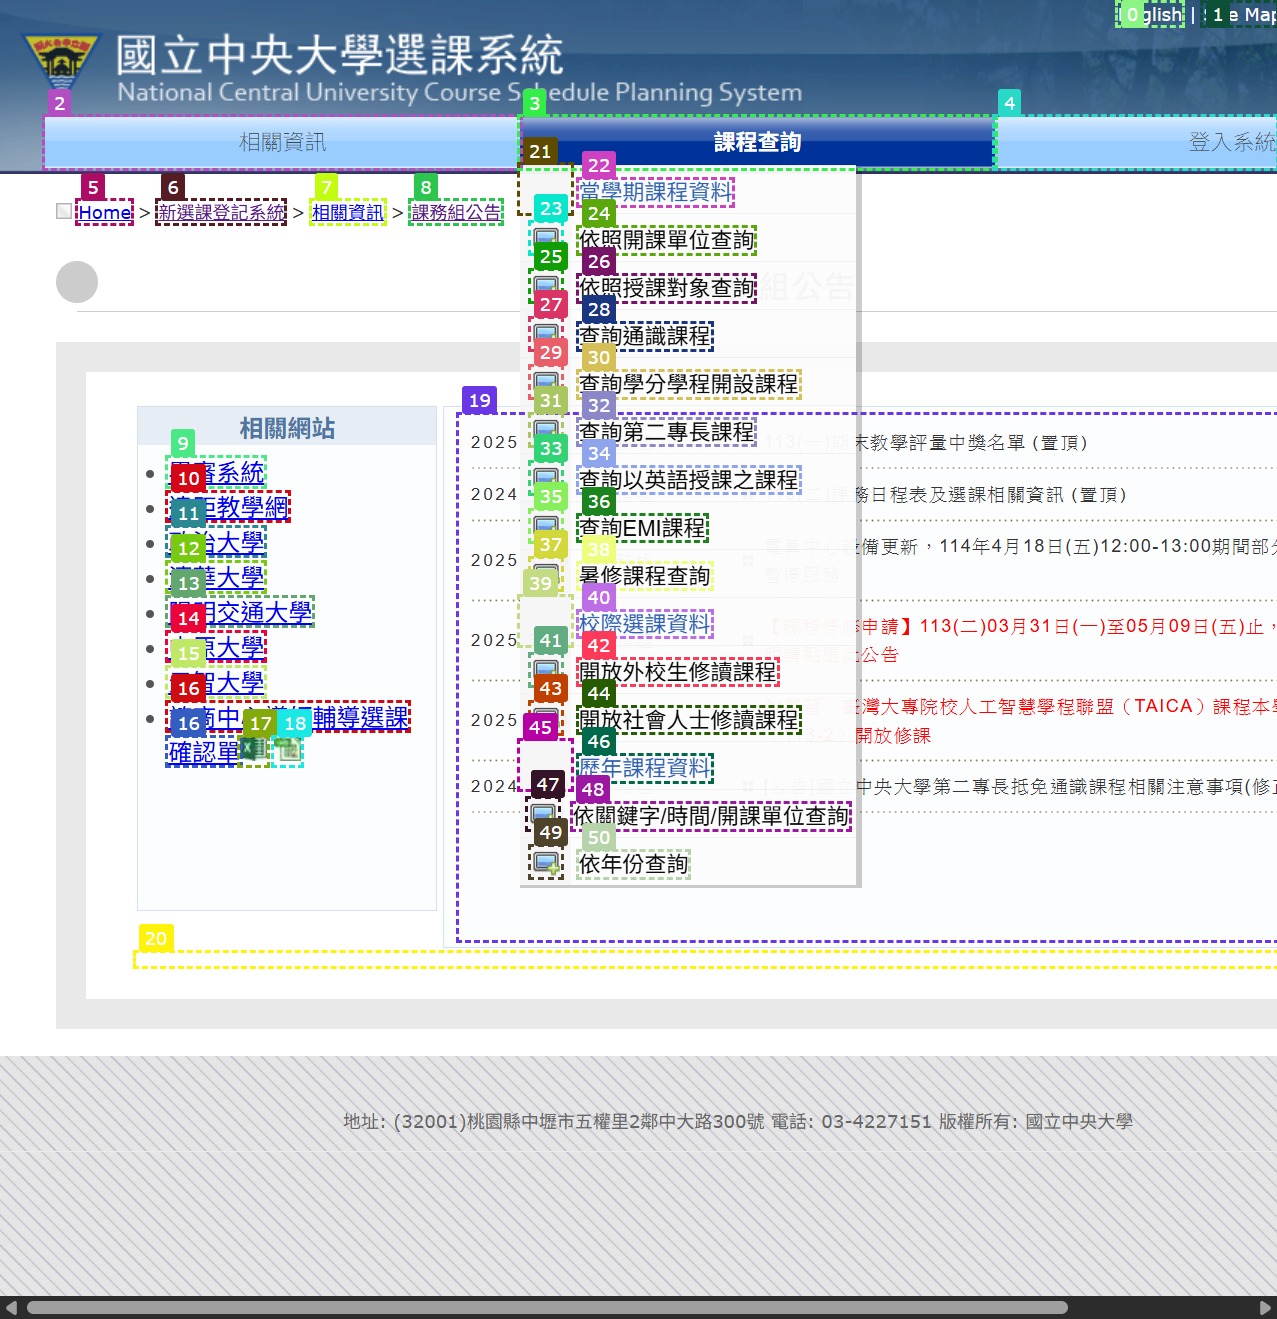 English | Site Map
國立中央大學選課系統
National Central University Course Schedule Planning System
相關資訊
課程查詢
登入系統
Home > 新選課登記系統 > 相關資訊 > 課務組公告
組公告
當學期課程資料
依照開課單位查詢
依照授課對象查詢
查詢通識課程
查詢學分學程開設課程
查詢第二專長課程
查詢以英語授課之課程
查詢EMI課程
暑修課程查詢
校際選課資料
開放外校生修讀課程
開放社會人士修讀課程
歷年課程資料
依關鍵字/時間/開課單位查詢
依年份查詢
相關網站
系統
教學網
大學
大學
交通大學
大學
大學
輔導選課
確認單
2025 113(一)期末教學評量中獎名單 (置頂)
2024 務日程表及選課相關資訊 (置頂)
2025 備更新，114年4月18日(五)12:00-13:00期間部分
2025 申請】113(二)03月31日(一)至05月09日(五)止，
公告
2025 臺灣大專院校人工智慧學程聯盟（TAICA）課程本學
開放修課
2024 中央大學第二專長抵免通識課程相關注意事項(修正
地址: (32001)桃園縣中壢市五權里2鄰中大路300號 電話: 03-4227151 版權所有: 國立中央大學
0
1
2
3
4
5
6
7
8
9
10
11
12
13
14
15
16
16
17
18
19
20
21
22
23
24
25
26
27
28
29
30
31
32
33
34
35
36
37
38
39
40
41
42
43
44
45
46
47
48
49
50